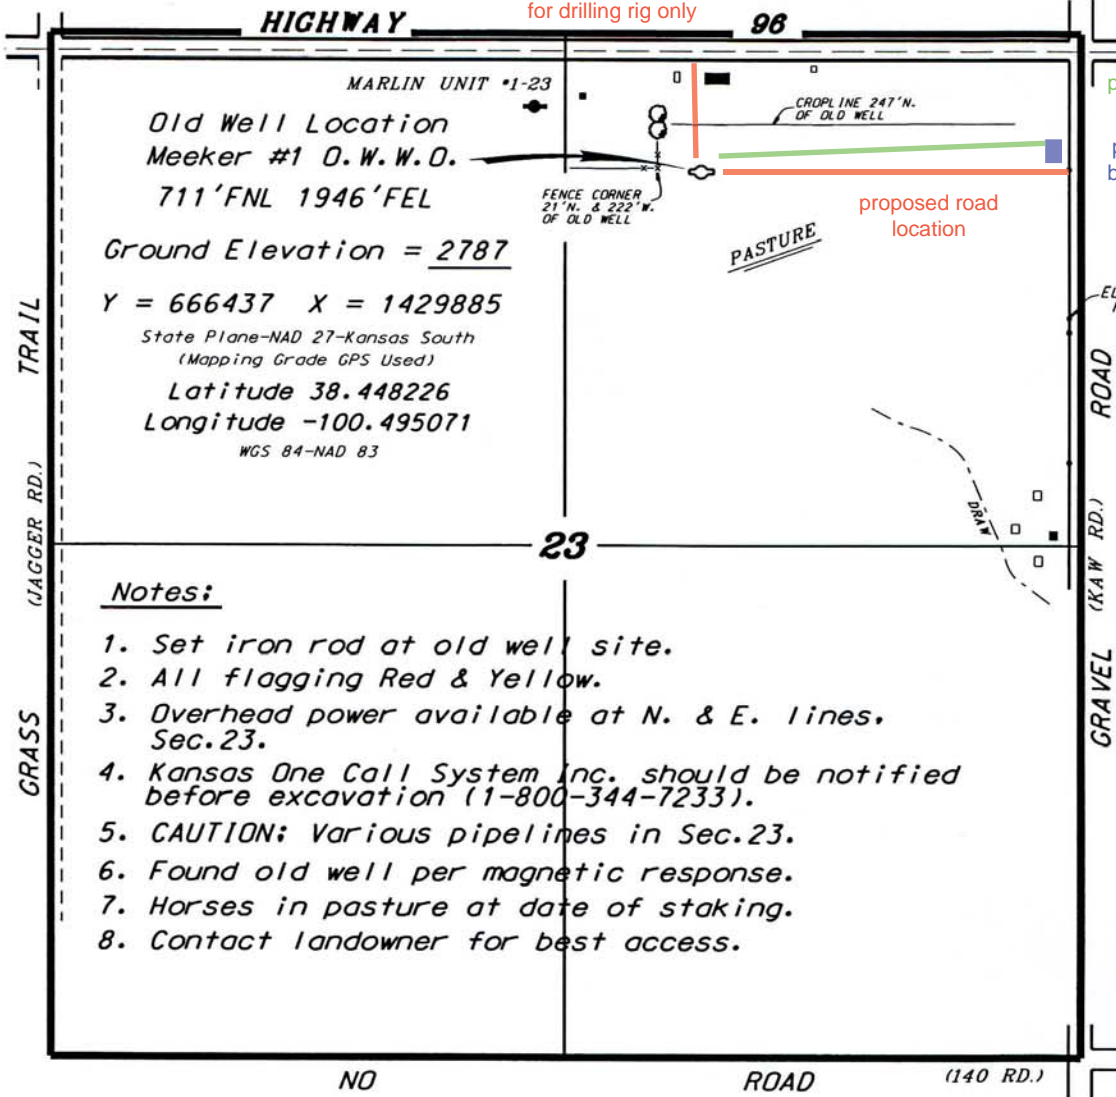 for drilling rig only
HIGHWAY
96
MARLIN UNIT #1-23
Old Well Location
Meeker #1 O.W.W.O.
711'FNL 1946'FEL
CROPLINE 247'N.
OF OLD WELL
FENCE CORNER
21'N. & 222'W.
OF OLD WELL
proposed road
location
PASTURE
Ground Elevation = 2787
Y = 666437 X = 1429885
State Plane-NAD 27-Kansas South
(Mapping Grade GPS Used)
Latitude 38.448226
Longitude -100.495071
WGS 84-NAD 83
TRAIL
(JAGGER RD.)
GRASS
ROAD
(KAW RD.)
GRAVEL
DRAW
23
Notes:
1. Set iron rod at old well site.
2. All flagging Red & Yellow.
3. Overhead power available at N. & E. lines,
Sec.23.
4. Kansas One Call System Inc. should be notified
before excavation (1-800-344-7233).
5. CAUTION: Various pipelines in Sec.23.
6. Found old well per magnetic response.
7. Horses in pasture at date of staking.
8. Contact landowner for best access.
NO
ROAD
(140 RD.)